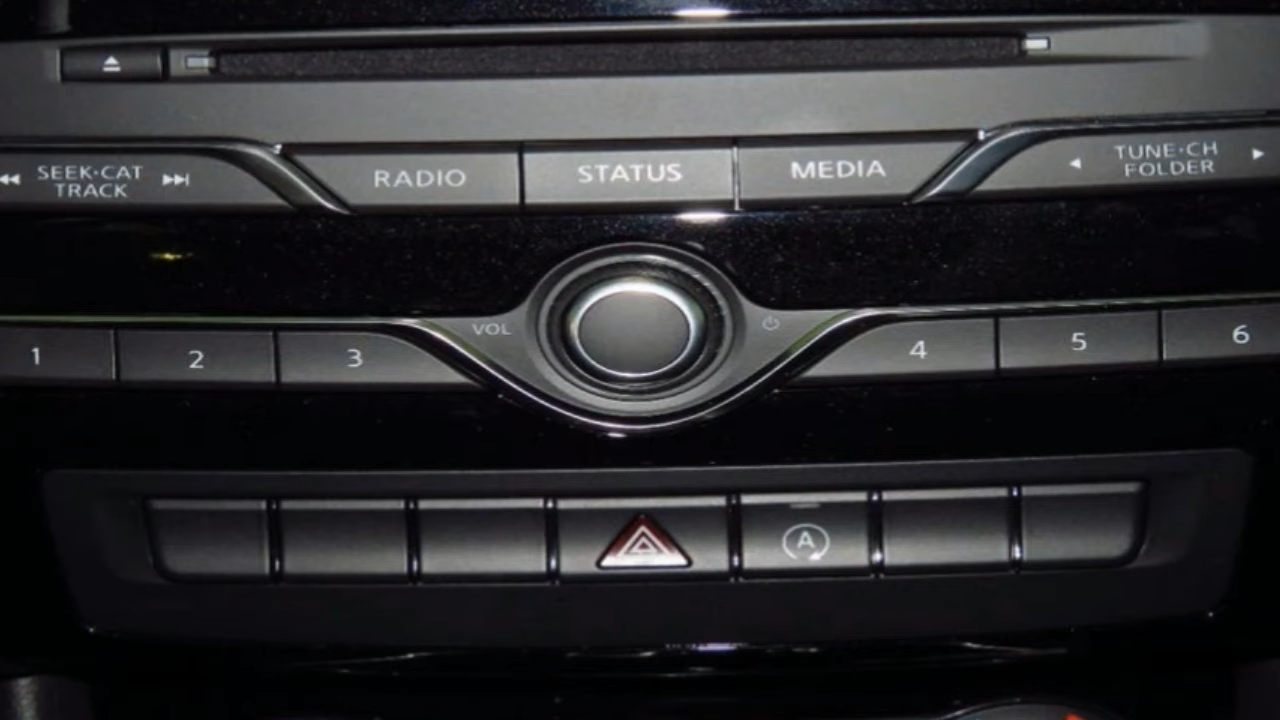 SEEK·CAT
TRACK
RADIO
STATUS
MEDIA
TUNE·CH
FOLDER
VOL
1
2
3
4
5
6
A